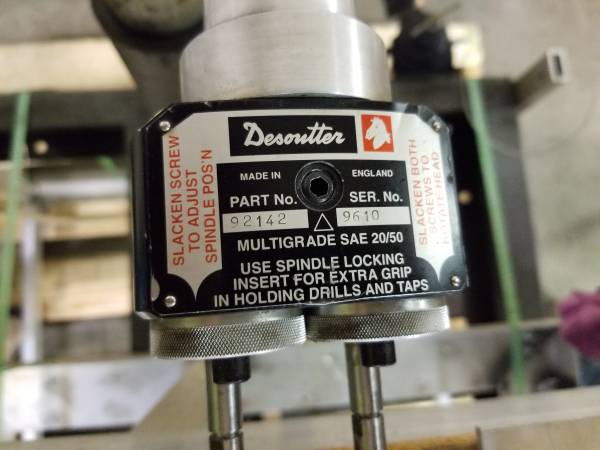 Desoutter
MADE IN ENGLAND
PART No. SER. No.
92142 9610
MULTIGRADE SAE 20/50
USE SPINDLE LOCKING
INSERT FOR EXTRA GRIP
IN HOLDING DRILLS AND TAPS
SLACKEN SCREW
TO ADJUST
SPINDLE POS'N
SLACKEN BOTH
SCREWS TO
ROTATE HEAD